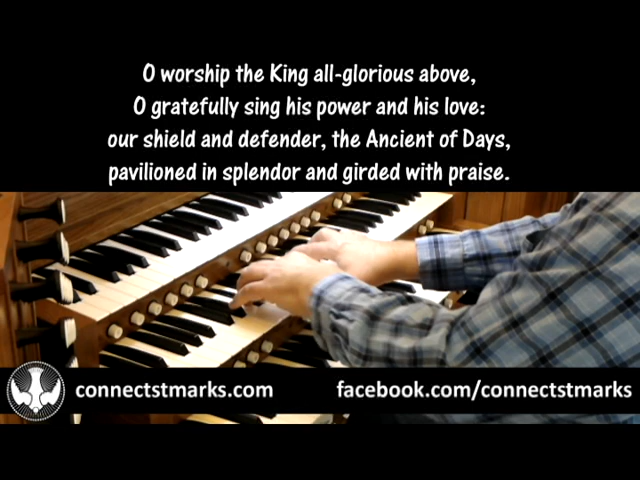 O worship the King all-glorious above,
O gratefully sing his power and his love:
our shield and defender, the Ancient of Days,
pavilioned in splendor and girded with praise.
connectstmarks.com
facebook.com/connectstmarks